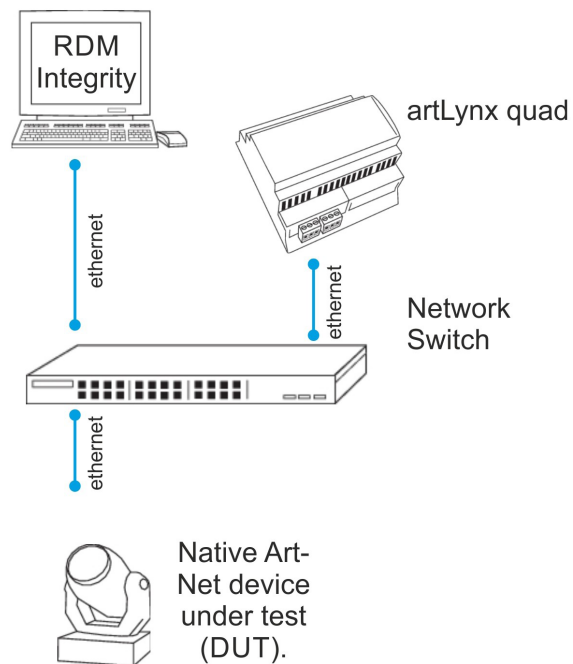 RDM
Integrity
artLynx quad
ethernet
ethernet
Network
Switch
ethernet
Native Art-
Net device
under test
(DUT).